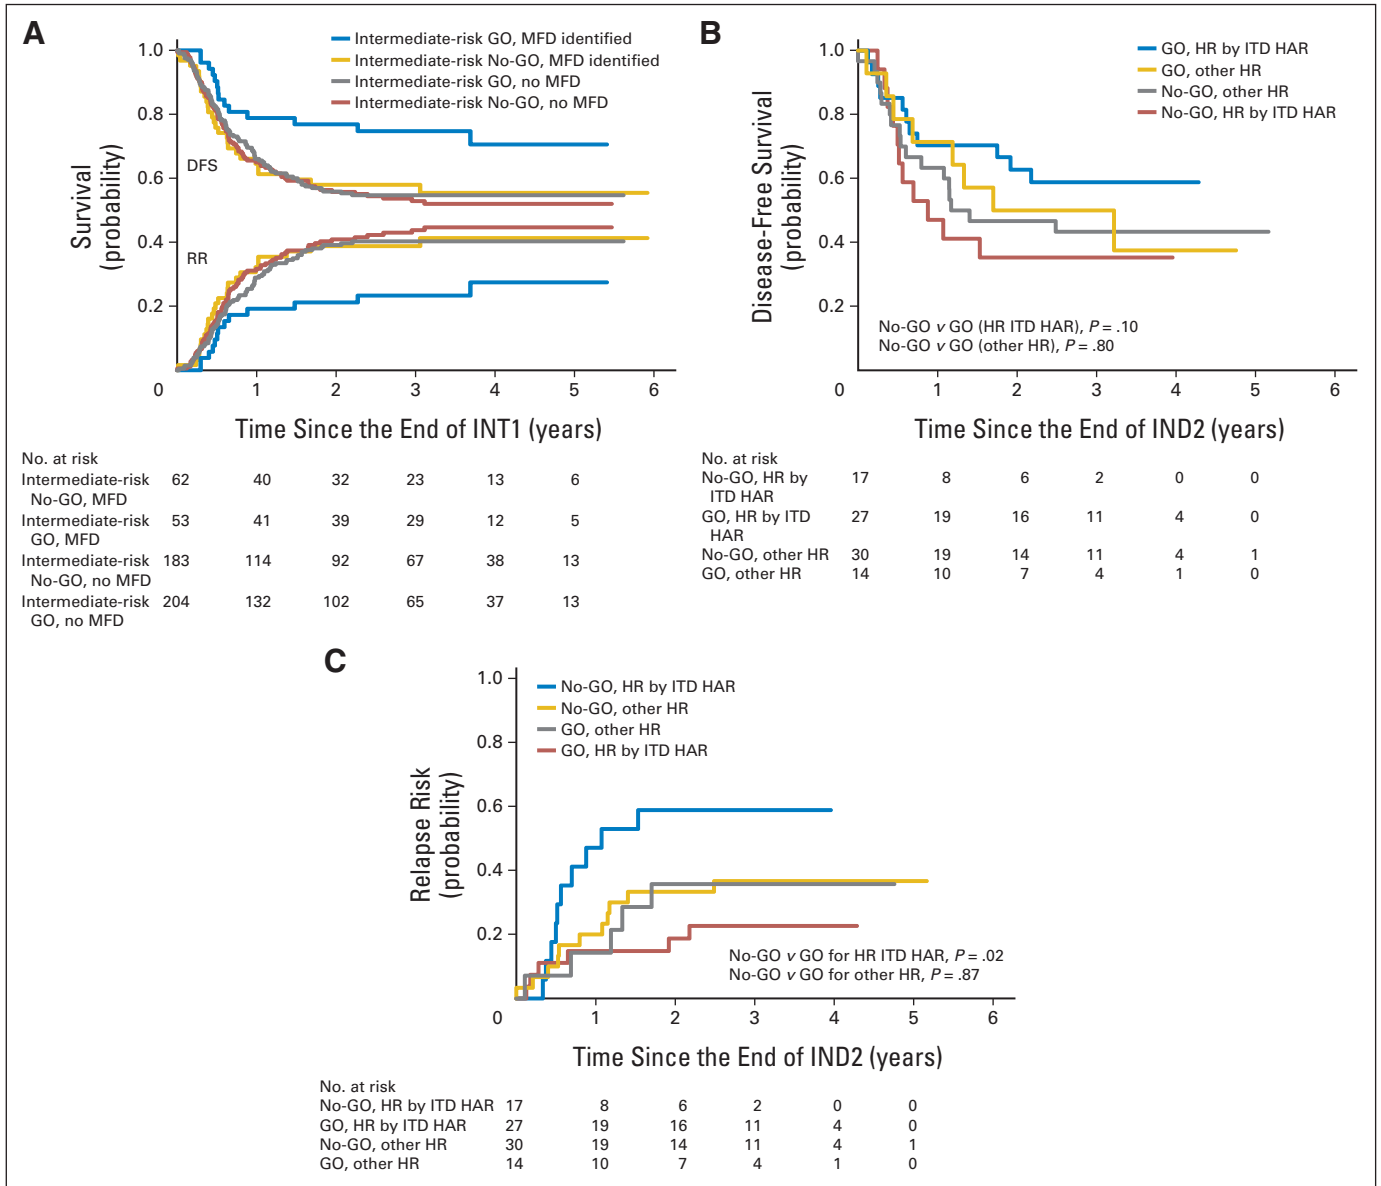 A
Intermediate-risk GO, MFD identified
Intermediate-risk No-GO, MFD identified
Intermediate-risk GO, no MFD
Intermediate-risk No-GO, no MFD
Survival
(probability)
1.0
0.8
0.6
0.4
0.2
DFS
RR
0 1 2 3 4 5 6
Time Since the End of INT1 (years)
No. at risk
Intermediate-risk 62 40 32 23 13 6
No-GO, MFD
Intermediate-risk 53 41 39 29 12 5
GO, MFD
Intermediate-risk 183 114 92 67 38 13
No-GO, no MFD
Intermediate-risk 204 132 102 65 37 13
GO, no MFD
B
GO, HR by ITD HAR
GO, other HR
No-GO, other HR
No-GO, HR by ITD HAR
Disease-Free Survival
(probability)
1.0
0.8
0.6
0.4
0.2
No-GO v GO (HR ITD HAR), P = .10
No-GO v GO (other HR), P = .80
0 1 2 3 4 5 6
Time Since the End of IND2 (years)
No. at risk
No-GO, HR by 17 8 6 2 0 0
ITD HAR
GO, HR by ITD 27 19 16 11 4 0
HAR
No-GO, other HR 30 19 14 11 4 1
GO, other HR 14 10 7 4 1 0
C
No-GO, HR by ITD HAR
No-GO, other HR
GO, other HR
GO, HR by ITD HAR
Relapse Risk
(probability)
1.0
0.8
0.6
0.4
0.2
No-GO v GO for HR ITD HAR, P = .02
No-GO v GO for other HR, P = .87
0 1 2 3 4 5 6
Time Since the End of IND2 (years)
No. at risk
No-GO, HR by ITD HAR 17 8 6 2 0 0
GO, HR by ITD HAR 27 19 16 11 4 0
No-GO, other HR 30 19 14 11 4 1
GO, other HR 14 10 7 4 1 0